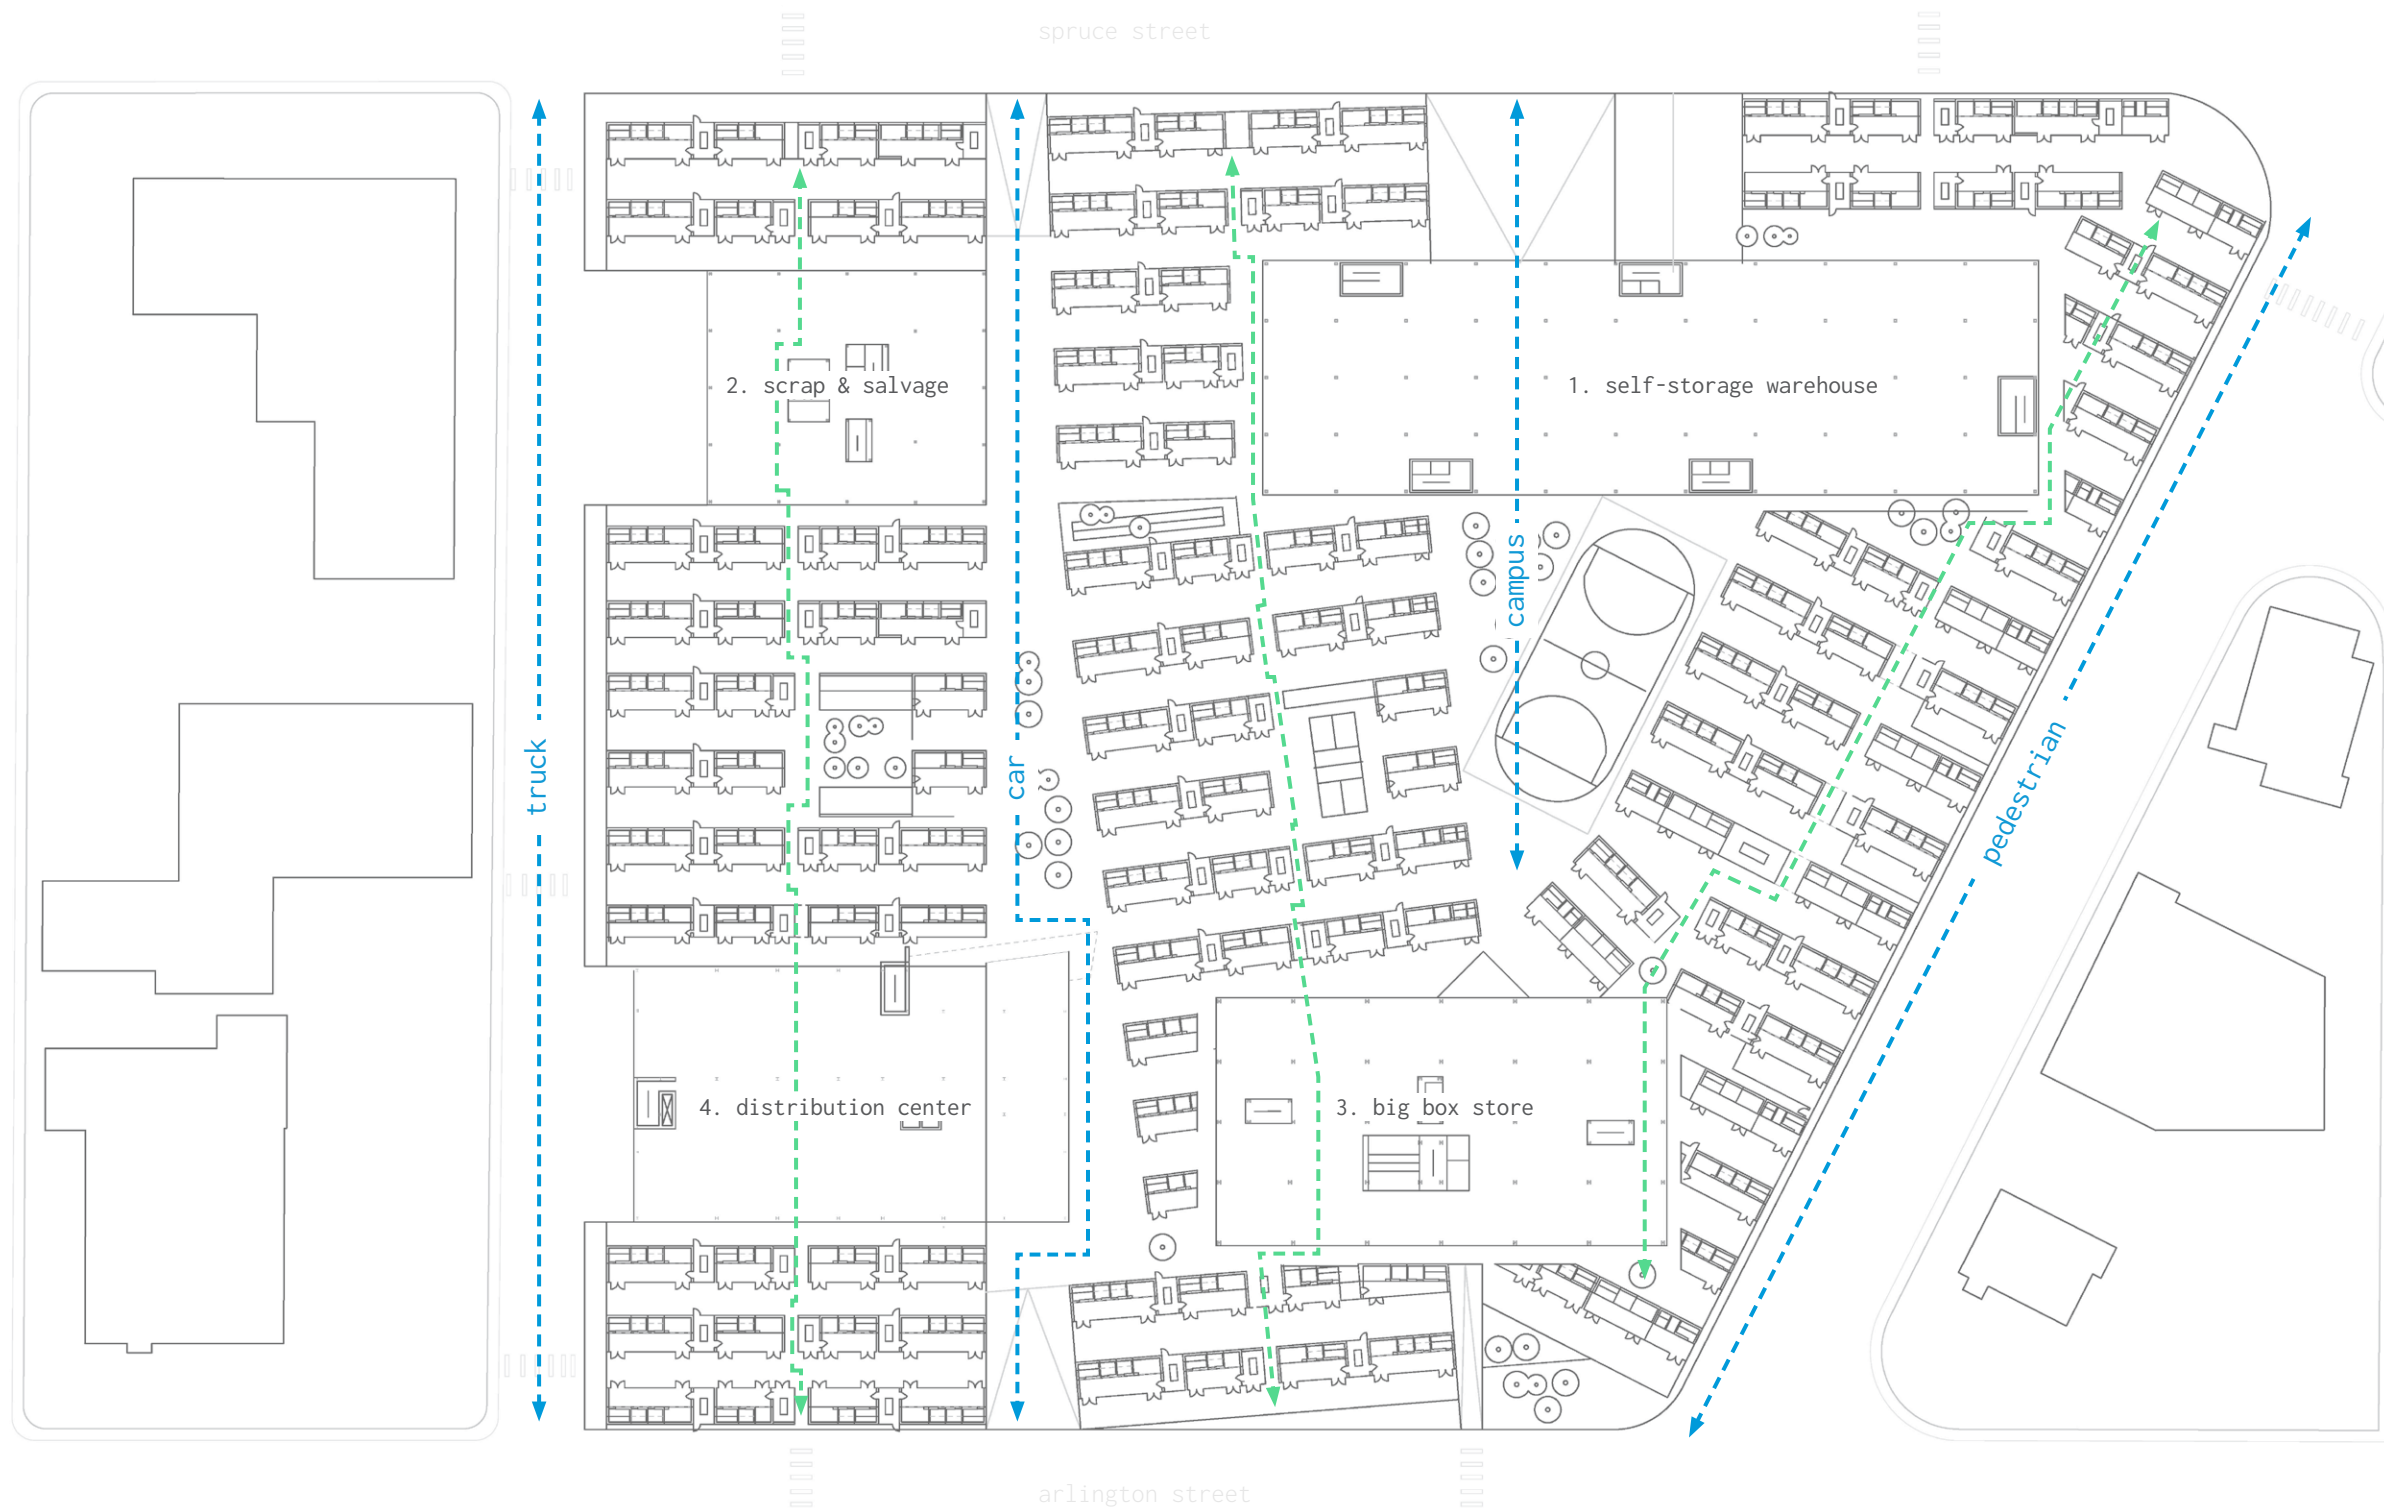 spruce street
2. scrap & salvage
1. self-storage warehouse
campus
truck
car
pedestrian
4. distribution center
3. big box store
arlington street